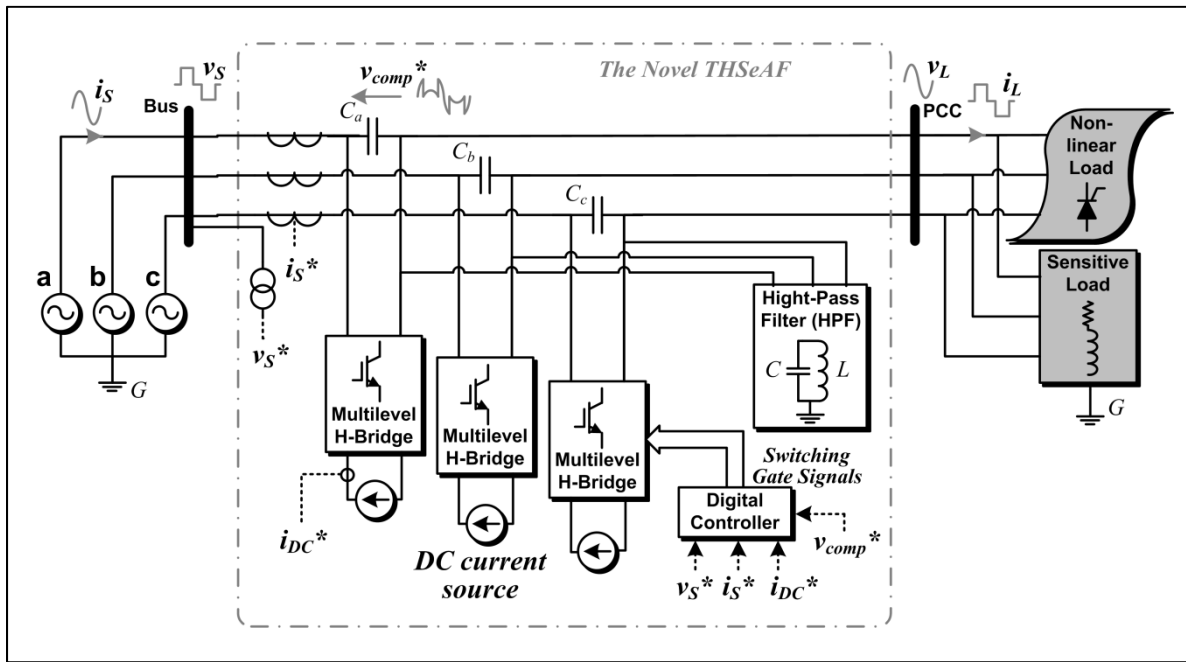 The Novel THSeAF
v_S
v_comp*
v_L
i_S
i_L
Bus
PCC
C_a
Non-
linear
Load
C_b
C_c
i_S*
a b c
Hight-Pass
Filter (HPF)
Sensitive
Load
v_S*
C L
G
G
Multilevel
H-Bridge
Multilevel
H-Bridge
Multilevel
H-Bridge
Switching
Gate Signals
Digital
Controller
i_DC*
v_comp*
DC current
source
v_S* i_S* i_DC*